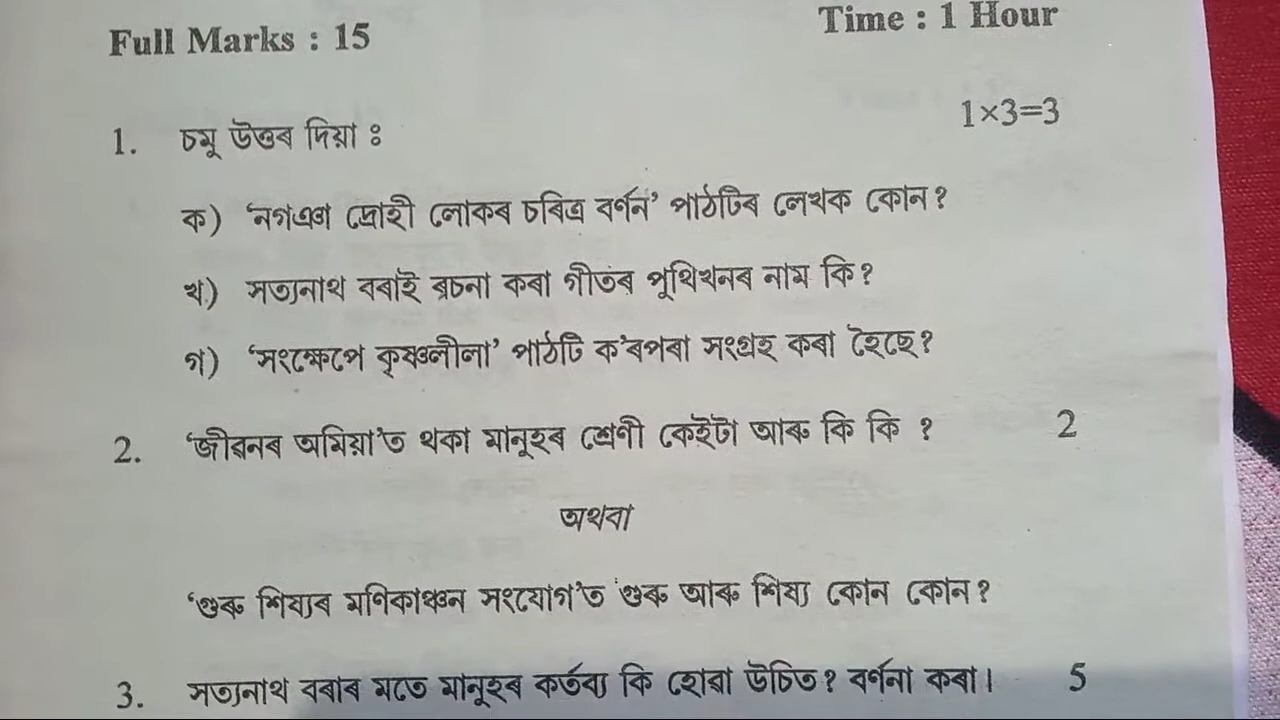 Full Marks : 15 Time : 1 Hour
1. চমু উত্তৰ দিয়া ঃ 1×3=3
ক) ‘নগঞা দ্ৰোহী লোকৰ চৰিত্ৰ বৰ্ণন’ পাঠটিৰ লেখক কোন?
খ) সত্যনাথ বৰাই ৰচনা কৰা গীতৰ পুথিখনৰ নাম কি?
গ) ‘সংক্ষেপে কৃষ্ণলীলা’ পাঠটি ক’ৰপৰা সংগ্ৰহ কৰা হৈছে?
2. ‘জীৱনৰ অমিয়া’ত থকা মানুহৰ শ্ৰেণী কেইটা আৰু কি কি ? 2
অথবা
‘গুৰু শিষ্যৰ মণিকাঞ্চন সংযোগ’ত গুৰু আৰু শিষ্য কোন কোন?
3. সত্যনাথ বৰাৰ মতে মানুহৰ কৰ্তব্য কি হোৱা উচিত? বৰ্ণনা কৰা। 5